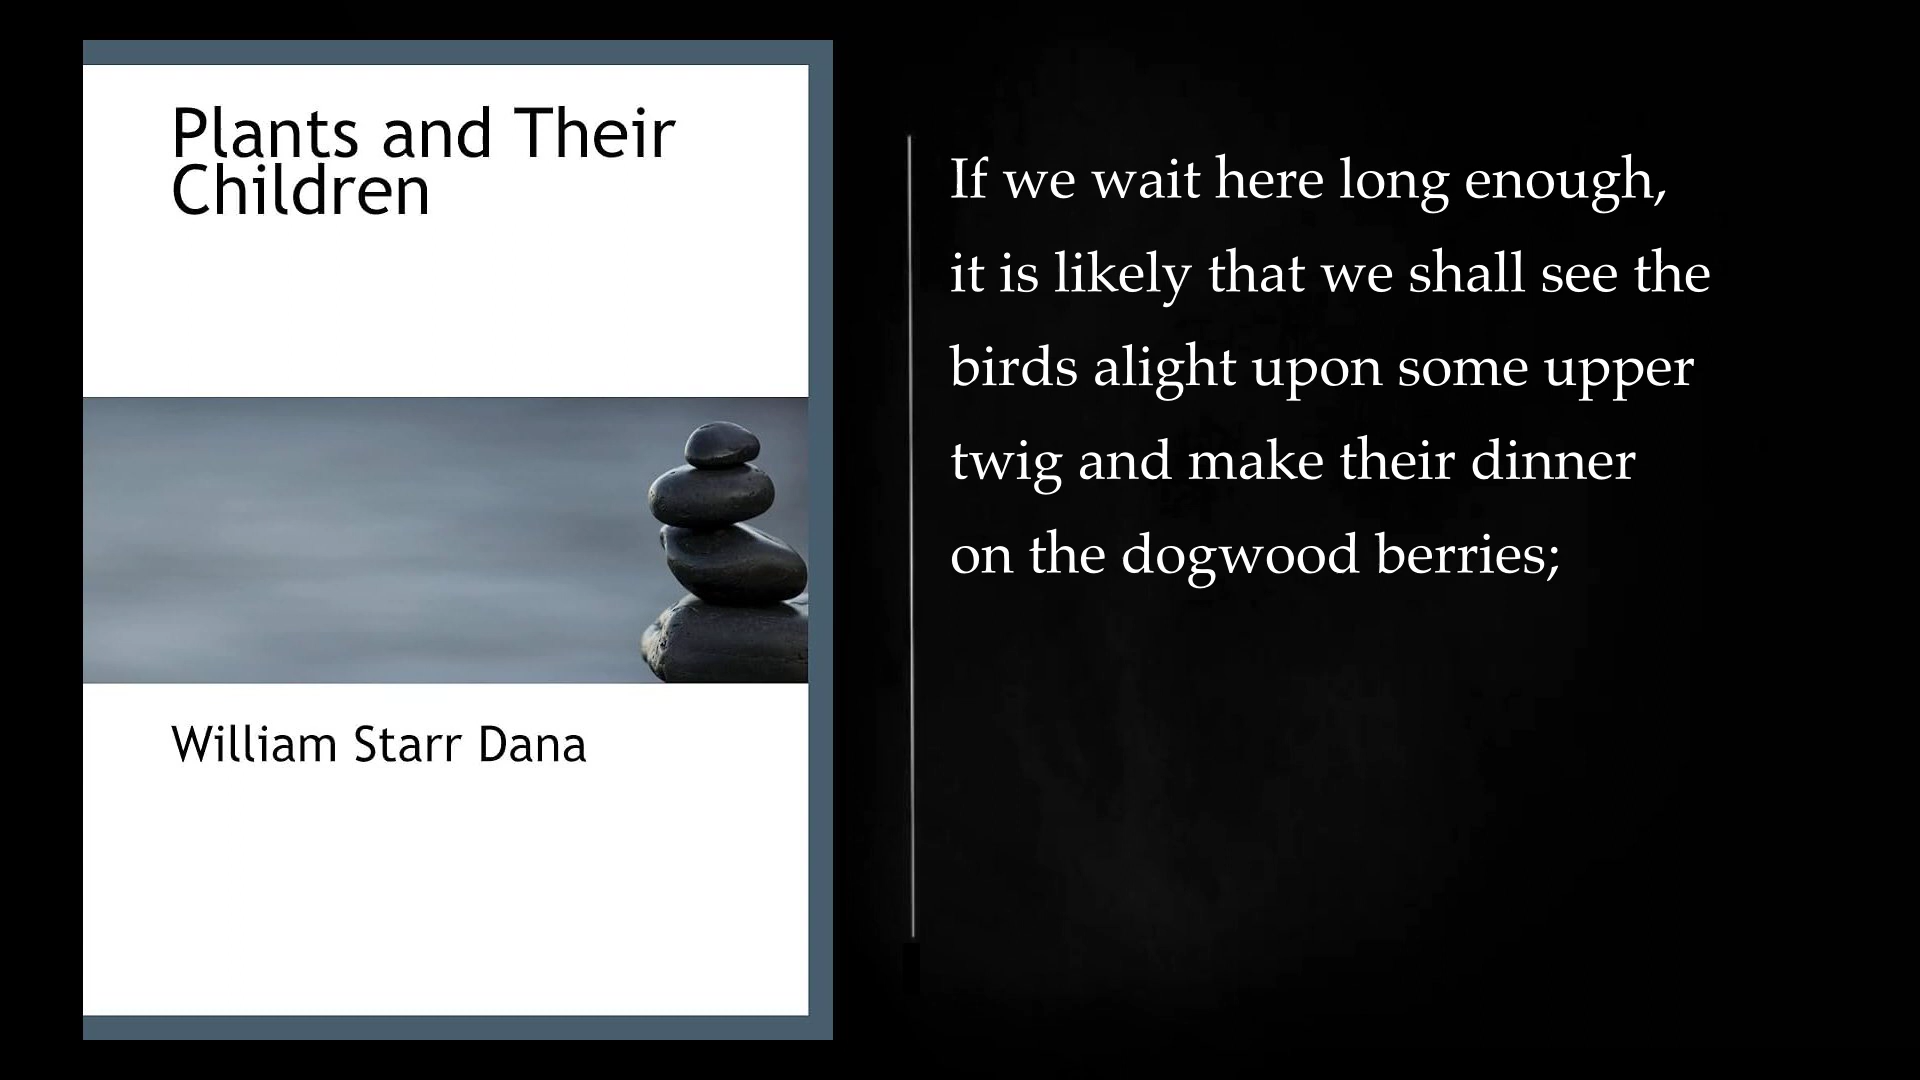 Plants and Their
Children
William Starr Dana
If we wait here long enough,
it is likely that we shall see the
birds alight upon some upper
twig and make their dinner
on the dogwood berries;